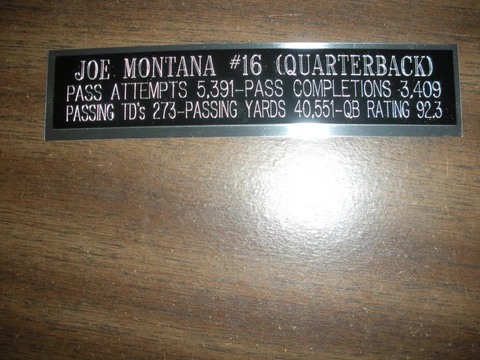 JOE MONTANA #16 (QUARTERBACK)
PASS ATTEMPTS 5,391-PASS COMPLETIONS 3,409
PASSING TD's 273-PASSING YARDS 40,551-QB RATING 92.3